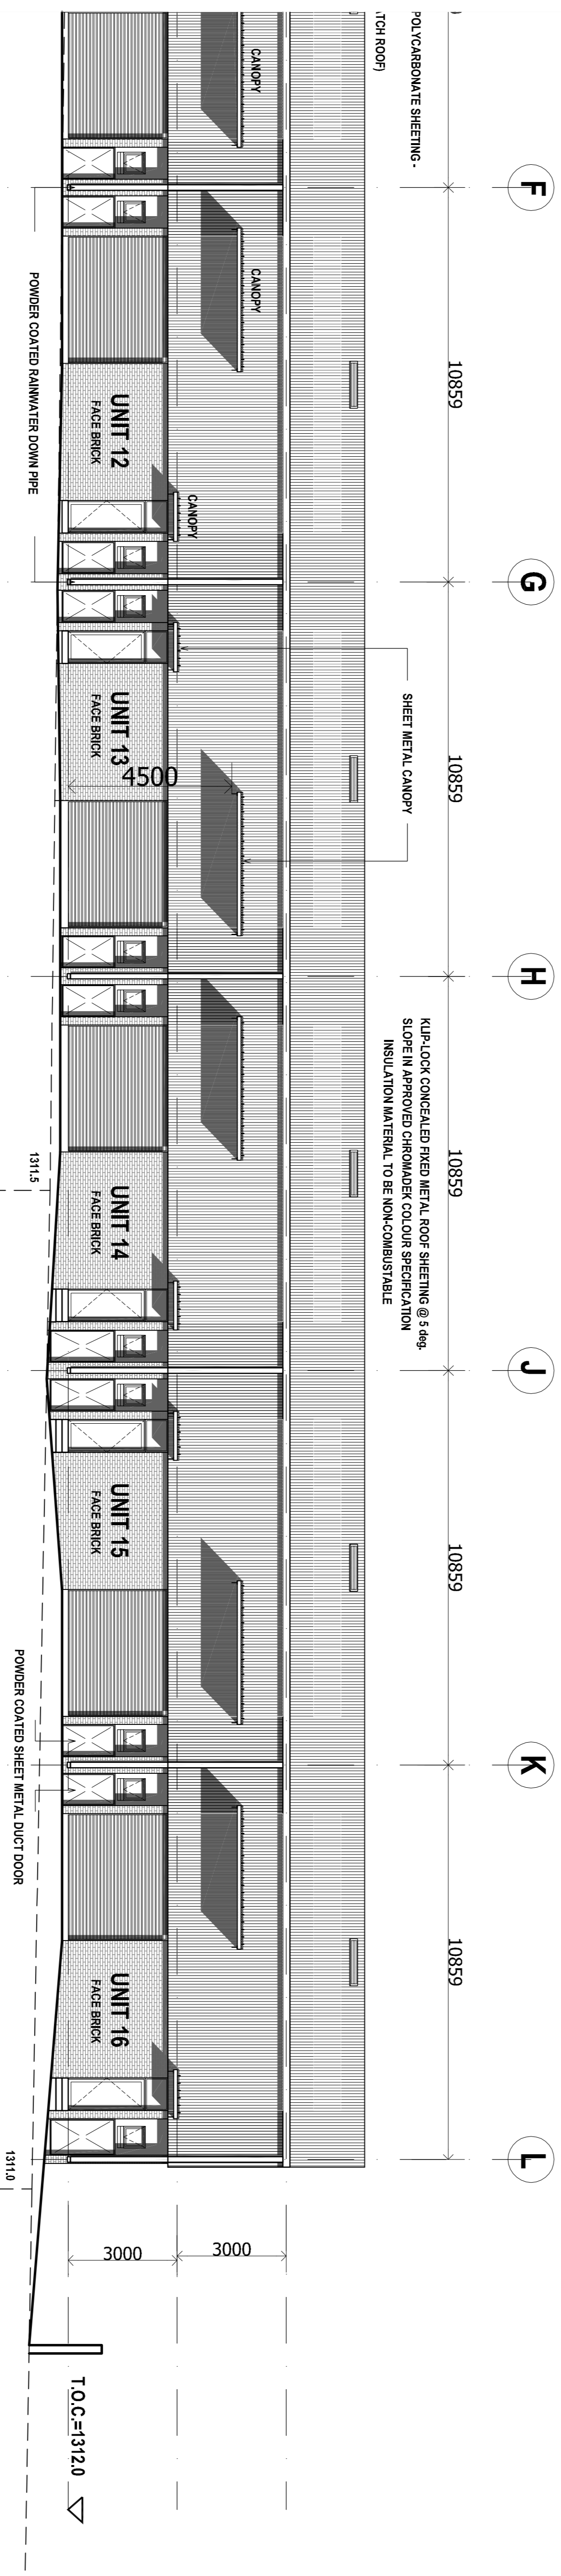 POLYCARBONATE SHEETING -
TCH ROOF)
F
G
H
J
K
L
10859
10859
10859
10859
10859
KLIP-LOCK CONCEALED FIXED METAL ROOF SHEETING @ 5 deg.
SLOPE IN APPROVED CHROMADEK COLOUR SPECIFICATION
INSULATION MATERIAL TO BE NON-COMBUSTABLE
SHEET METAL CANOPY
CANOPY
CANOPY
CANOPY
4500
UNIT 12
FACE BRICK
UNIT 13
FACE BRICK
UNIT 14
FACE BRICK
UNIT 15
FACE BRICK
UNIT 16
FACE BRICK
3000
3000
T.O.C.=1312.0
POWDER COATED RAINWATER DOWN PIPE
1311.5
POWDER COATED SHEET METAL DUCT DOOR
1311.0